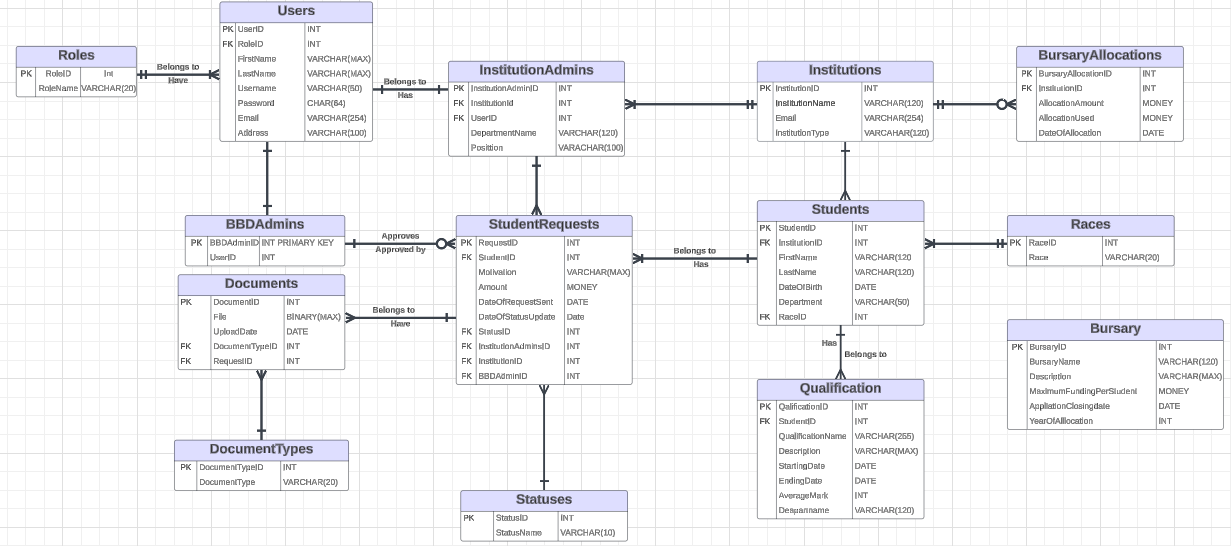 Users
PK UserID INT
FK RoleID INT
FirstName VARCHAR(MAX)
LastName VARCHAR(MAX)
Username VARCHAR(50)
Password CHAR(64)
Email VARCHAR(254)
Address VARCHAR(100)
Roles
PK RoleID Int
RoleName VARCHAR(20)
Belongs to
Have
Belongs to
Has
InstitutionAdmins
PK InstitutionAdminID INT
FK InstitutionId INT
FK UserID INT
DepartmentName VARCHAR(120)
Position VARACHAR(100)
Institutions
PK InstitutionID INT
InstitutionName VARCHAR(120)
Email VARCHAR(254)
InstitutionType VARCAHAR(120)
BursaryAllocations
PK BursaryAllocationID INT
FK InstitutionID INT
AllocationAmount MONEY
AllocationUsed MONEY
DateOfAllocation DATE
BBDAdmins
PK BBDAdminID INT PRIMARY KEY
UserID INT
Approves
Approved by
StudentRequests
PK RequestID INT
FK StudentID INT
Motivation VARCHAR(MAX)
Amount MONEY
DateOfRequestSent DATE
DateOfStatusUpdate Date
FK StatusID INT
FK InstitutionAdminsID INT
FK InstitutionID INT
FK BBDAdminID INT
Belongs to
Has
Students
PK StudentID INT
FK InstitutionID INT
FirstName VARCHAR(120
LastName VARCHAR(120)
DateOfBirth DATE
Department VARCHAR(50)
FK RaceID INT
Races
PK RaceID INT
Race VARCHAR(20)
Documents
PK DocumentID INT
File BINARY(MAX)
UploadDate DATE
FK DocumentTypeID INT
FK RequestID INT
Belongs to
Have
Has
Belongs to
Bursary
PK BursaryID INT
BursaryName VARCHAR(120)
Description VARCHAR(MAX)
MaximumFundingPerStudent MONEY
AppliationClosingdate DATE
YearOfAlllocation INT
Qualification
PK QalificationID INT
FK StudentID INT
QualificationName VARCHAR(255)
Description VARCHAR(MAX)
StartingDate DATE
EndingDate DATE
AverageMark INT
VARCHAR(120)
DocumentTypes
PK DocumentTypeID INT
DocumentType VARCHAR(20)
Statuses
PK StatusID INT
StatusName VARCHAR(10)